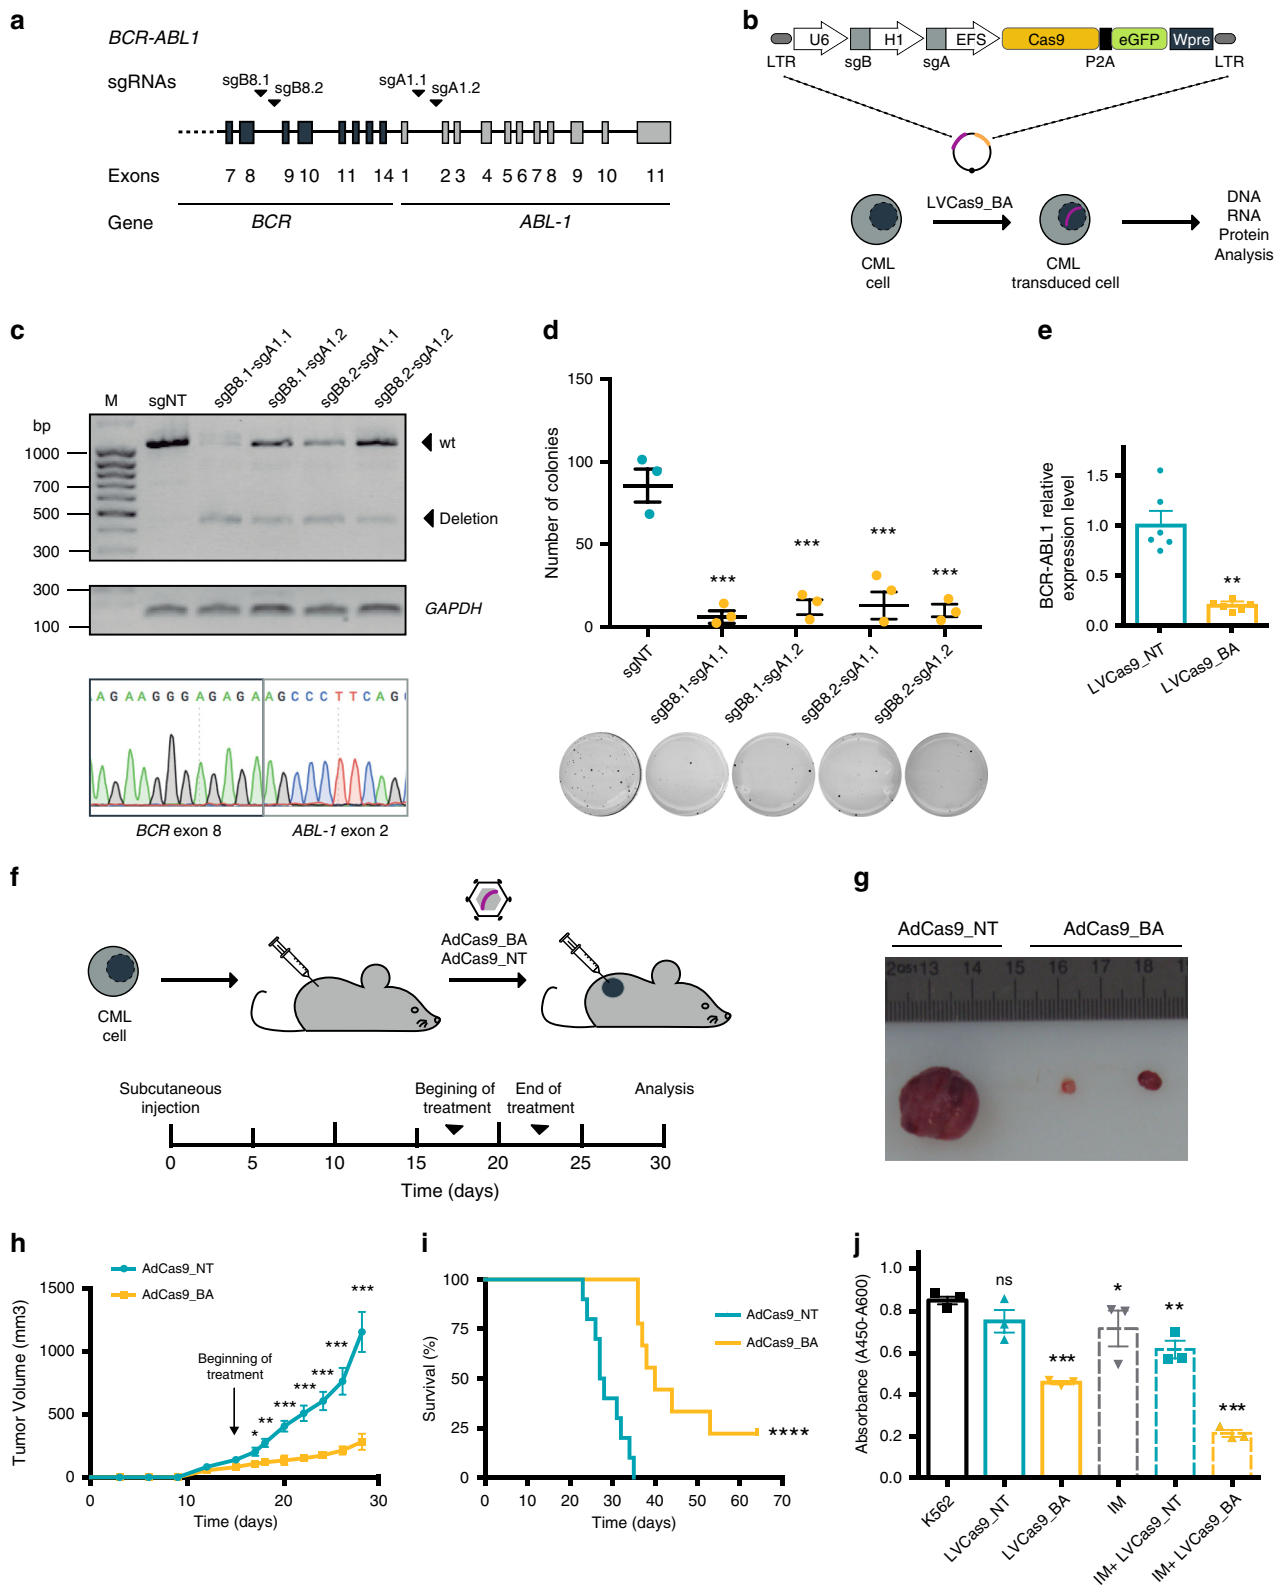 a
BCR-ABL1
sgRNAs
sgB8.1
sgB8.2
sgA1.1
sgA1.2
Exons 7 8 9 10 11 14 1 2 3 4 5 6 7 8 9 10 11
Gene BCR ABL-1
b
U6 H1 EFS Cas9 eGFP Wpre
LTR sgB sgA P2A LTR
LVCas9_BA
CML
cell
CML
transduced cell
DNA
RNA
Protein
Analysis
c
M sgNT sgB8.1-sgA1.1 sgB8.1-sgA1.2 sgB8.2-sgA1.1 sgB8.2-sgA1.2
bp
1000
700
500
300
wt
Deletion
300
100
GAPDH
A G A A G G G A G A G A A G C C C T T C A G
BCR exon 8 ABL-1 exon 2
d
Number of colonies
150
100
50
0
*** *** *** ***
sgNT sgB8.1-sgA1.1 sgB8.1-sgA1.2 sgB8.2-sgA1.1 sgB8.2-sgA1.2
e
BCR-ABL1 relative
expression level
1.5
1.0
0.5
0.0
**
LVCas9_NT LVCas9_BA
f
CML
cell
AdCas9_BA
AdCas9_NT
Subcutaneous
injection
Begining of
treatment
End of
treatment
Analysis
0 5 10 15 20 25 30
Time (days)
g
AdCas9_NT AdCas9_BA
13 14 15 16 17 18
h
AdCas9_NT
AdCas9_BA
Tumor Volume (mm3)
1500
1000
500
0
Beginning of
treatment
* ** *** *** *** *** ***
0 10 20 30
Time (days)
i
Survival (%)
100
75
50
25
0
AdCas9_NT
AdCas9_BA
****
0 10 20 30 40 50 60 70
Time (days)
j
Absorbance (A450-A600)
1.0
0.8
0.6
0.4
0.2
0.0
ns *** * ** ***
K562 LVCas9_NT LVCas9_BA IM IM+ LVCas9_NT IM+ LVCas9_BA